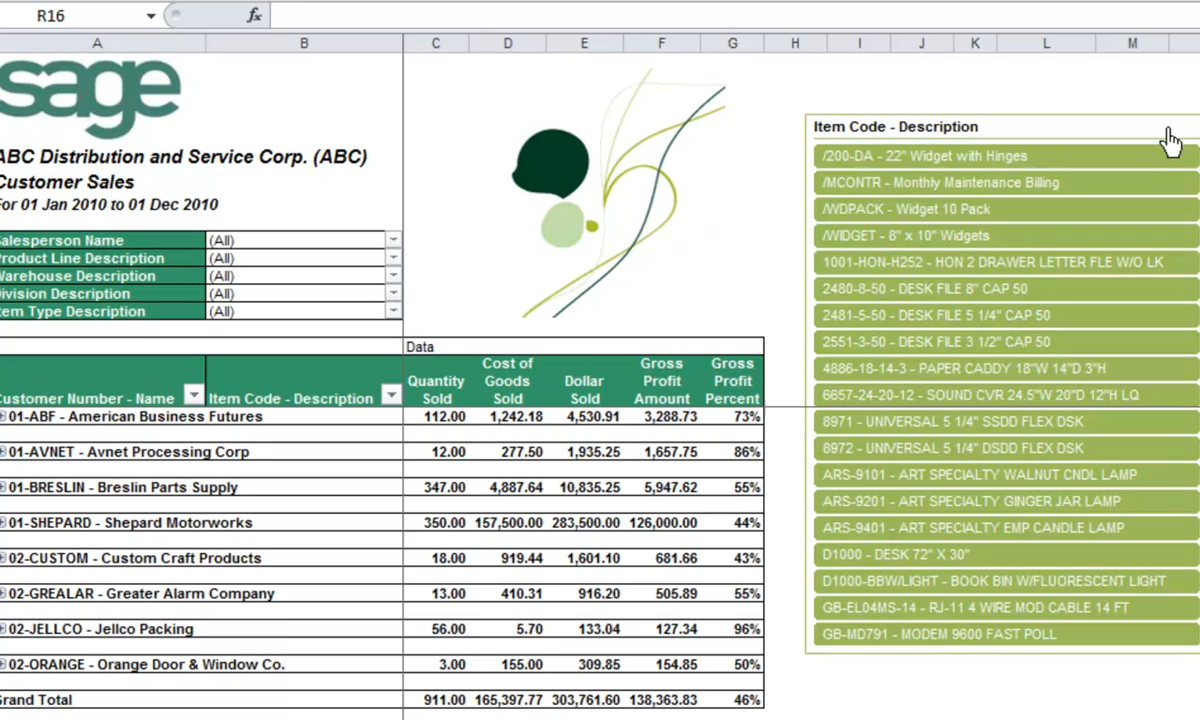 R16
fx
A B C D E F G H I J K L M
sage
ABC Distribution and Service Corp. (ABC)
Customer Sales
For 01 Jan 2010 to 01 Dec 2010
Salesperson Name (All)
Product Line Description (All)
Warehouse Description (All)
Division Description (All)
Item Type Description (All)
Data
Customer Number - Name Item Code - Description Quantity Sold Cost of Goods Sold Dollar Sold Gross Profit Amount Gross Profit Percent
01-ABF - American Business Futures 112.00 1,242.18 4,530.91 3,288.73 73%
01-AVNET - Avnet Processing Corp 12.00 277.50 1,935.25 1,657.75 86%
01-BRESLIN - Breslin Parts Supply 347.00 4,887.64 10,835.25 5,947.62 55%
01-SHEPARD - Shepard Motorworks 350.00 157,500.00 283,500.00 126,000.00 44%
02-CUSTOM - Custom Craft Products 18.00 919.44 1,601.10 681.66 43%
02-GREALAR - Greater Alarm Company 13.00 410.31 916.20 505.89 55%
02-JELLCO - Jellco Packing 56.00 5.70 133.04 127.34 96%
02-ORANGE - Orange Door & Window Co. 3.00 155.00 309.85 154.85 50%
Grand Total 911.00 165,397.77 303,761.60 138,363.83 46%
Item Code - Description
/200-DA - 22" Widget with Hinges
/MCONTR - Monthly Maintenance Billing
/WDPACK - Widget 10 Pack
/WIDGET - 8" x 10" Widgets
1001-HON-H252 - HON 2 DRAWER LETTER FLE W/O LK
2480-8-50 - DESK FILE 8" CAP 50
2481-5-50 - DESK FILE 5 1/4" CAP 50
2551-3-50 - DESK FILE 3 1/2" CAP 50
4886-18-14-3 - PAPER CADDY 18"W 14"D 3"H
6657-24-20-12 - SOUND CVR 24.5"W 20"D 12"H LQ
8971 - UNIVERSAL 5 1/4" SSDD FLEX DSK
8972 - UNIVERSAL 5 1/4" DSDD FLEX DSK
ARS-9101 - ART SPECIALTY WALNUT CNDL LAMP
ARS-9201 - ART SPECIALTY GINGER JAR LAMP
ARS-9401 - ART SPECIALTY EMP CANDLE LAMP
D1000 - DESK 72" X 30"
D1000-BBW/LIGHT - BOOK BIN W/FLUORESCENT LIGHT
GB-EL04MS-14 - RJ-11 4 WIRE MOD CABLE 14 FT
GB-MD791 - MODEM 9600 FAST POLL